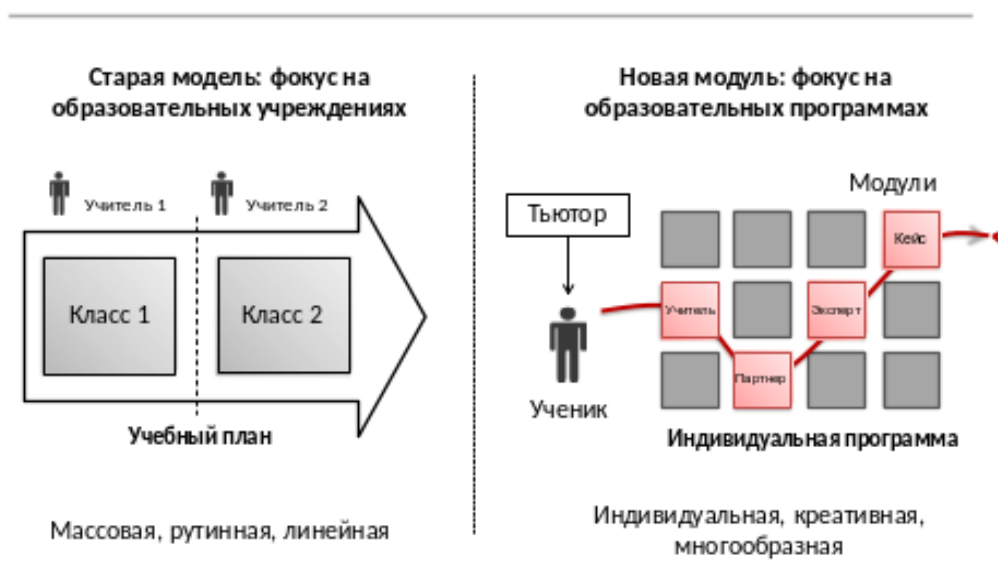 Старая модель: фокус на
образовательных учреждениях
Учитель 1
Учитель 2
Класс 1
Класс 2
Учебный план
Массовая, рутинная, линейная
Новая модуль: фокус на
образовательных программах
Модули
Тьютор
Кейс
Учитель
Эксперт
Партнер
Ученик
Индивидуальная программа
Индивидуальная, креативная,
многообразная